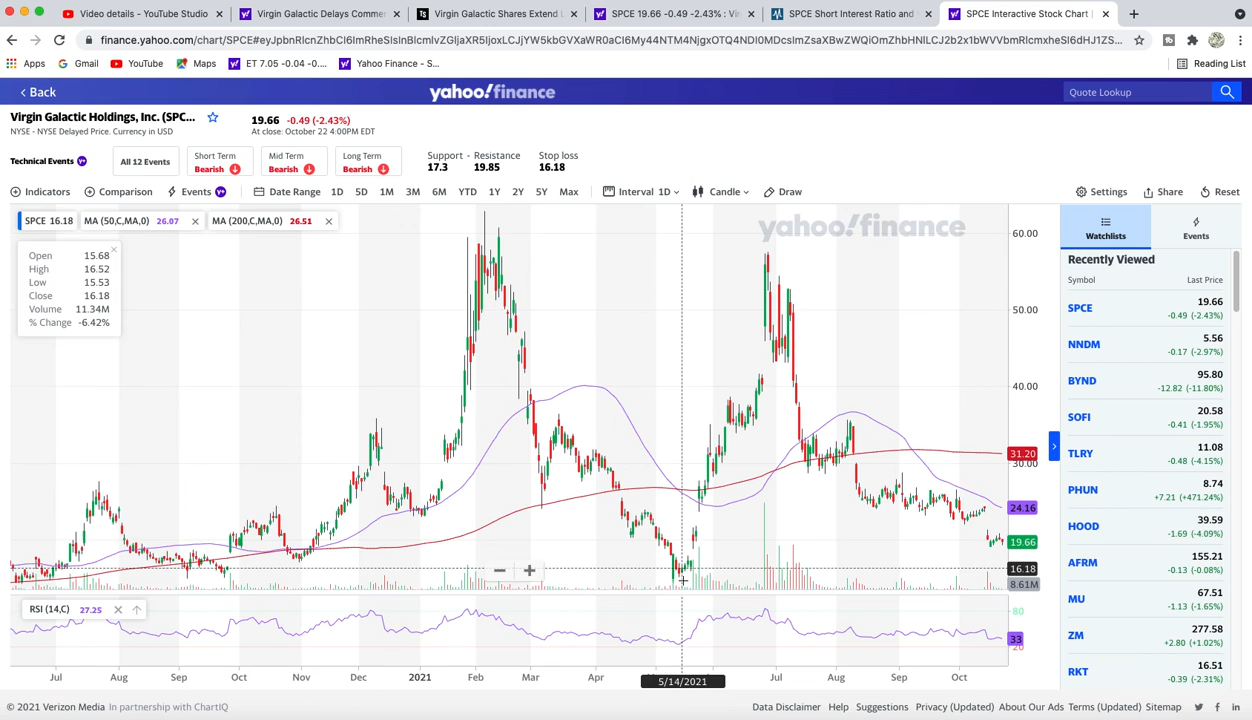 Video details - YouTube Studio
Virgin Galactic Delays Commer
Virgin Galactic Shares Extend L
SPCE 19.66 -0.49 -2.43% : Vir
SPCE Short Interest Ratio and
SPCE Interactive Stock Chart |
finance.yahoo.com/chart/SPCE#
Apps
Gmail
YouTube
Maps
ET 7.05 -0.04 -0....
Yahoo Finance - S...
Reading List
Back
yahoo!finance
Quote Lookup
Virgin Galactic Holdings, Inc. (SPC...
19.66 -0.49 (-2.43%)
NYSE - NYSE Delayed Price. Currency in USD
At close: October 22 4:00PM EDT
Technical Events Y+
All 12 Events
Short Term
Bearish
Mid Term
Bearish
Long Term
Bearish
Support - Resistance
17.3 19.85
Stop loss
16.18
Indicators
Comparison
Events Y+
Date Range
1D 5D 1M 3M 6M YTD 1Y 2Y 5Y Max
Interval 1D
Candle
Draw
Settings
Share
Reset
SPCE 16.18
MA (50,C,MA,0) 26.07
MA (200,C,MA,0) 26.51
yahoo!finance
Open 15.68
High 16.52
Low 15.53
Close 16.18
Volume 11.34M
% Change -6.42%
60.00
50.00
40.00
31.20
30.00
24.16
19.66
16.18
8.61M
RSI (14,C) 27.25
80
33
20
Jul Aug Sep Oct Nov Dec 2021 Feb Mar Apr 5/14/2021 Jul Aug Sep Oct
Watchlists
Events
Recently Viewed
Symbol Last Price
SPCE 19.66
-0.49 (-2.43%)
NNDM 5.56
-0.17 (-2.97%)
BYND 95.80
-12.82 (-11.80%)
SOFI 20.58
-0.41 (-1.95%)
TLRY 11.08
-0.48 (-4.15%)
PHUN 8.74
+7.21 (+471.24%)
HOOD 39.59
-1.69 (-4.09%)
AFRM 155.21
-0.13 (-0.08%)
MU 67.51
-1.13 (-1.65%)
ZM 277.58
+2.80 (+1.02%)
RKT 16.51
-0.39 (-2.31%)
© 2021 Verizon Media In partnership with ChartIQ
Data Disclaimer Help Suggestions Privacy (Updated) About Our Ads Terms (Updated) Sitemap